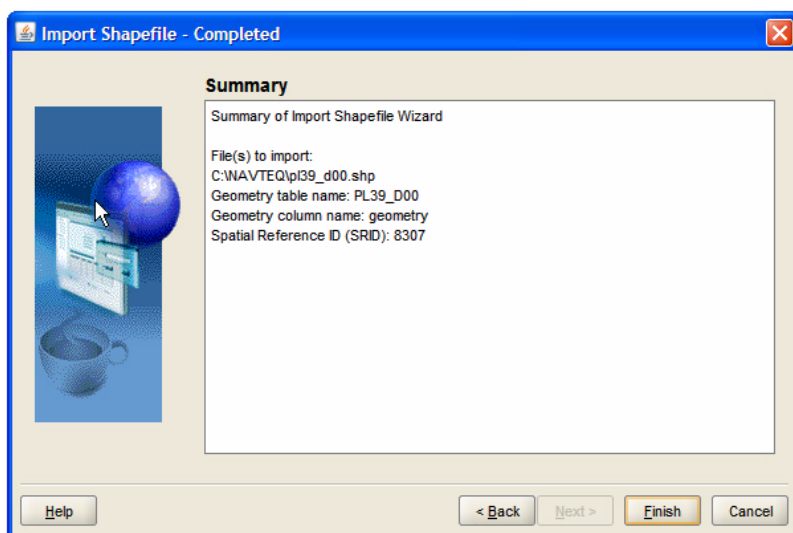 Import Shapefile - Completed
Summary
Summary of Import Shapefile Wizard
File(s) to import:
C:\NAVTEQ\pl39_d00.shp
Geometry table name: PL39_D00
Geometry column name: geometry
Spatial Reference ID (SRID): 8307
Help
< Back
Next >
Finish
Cancel